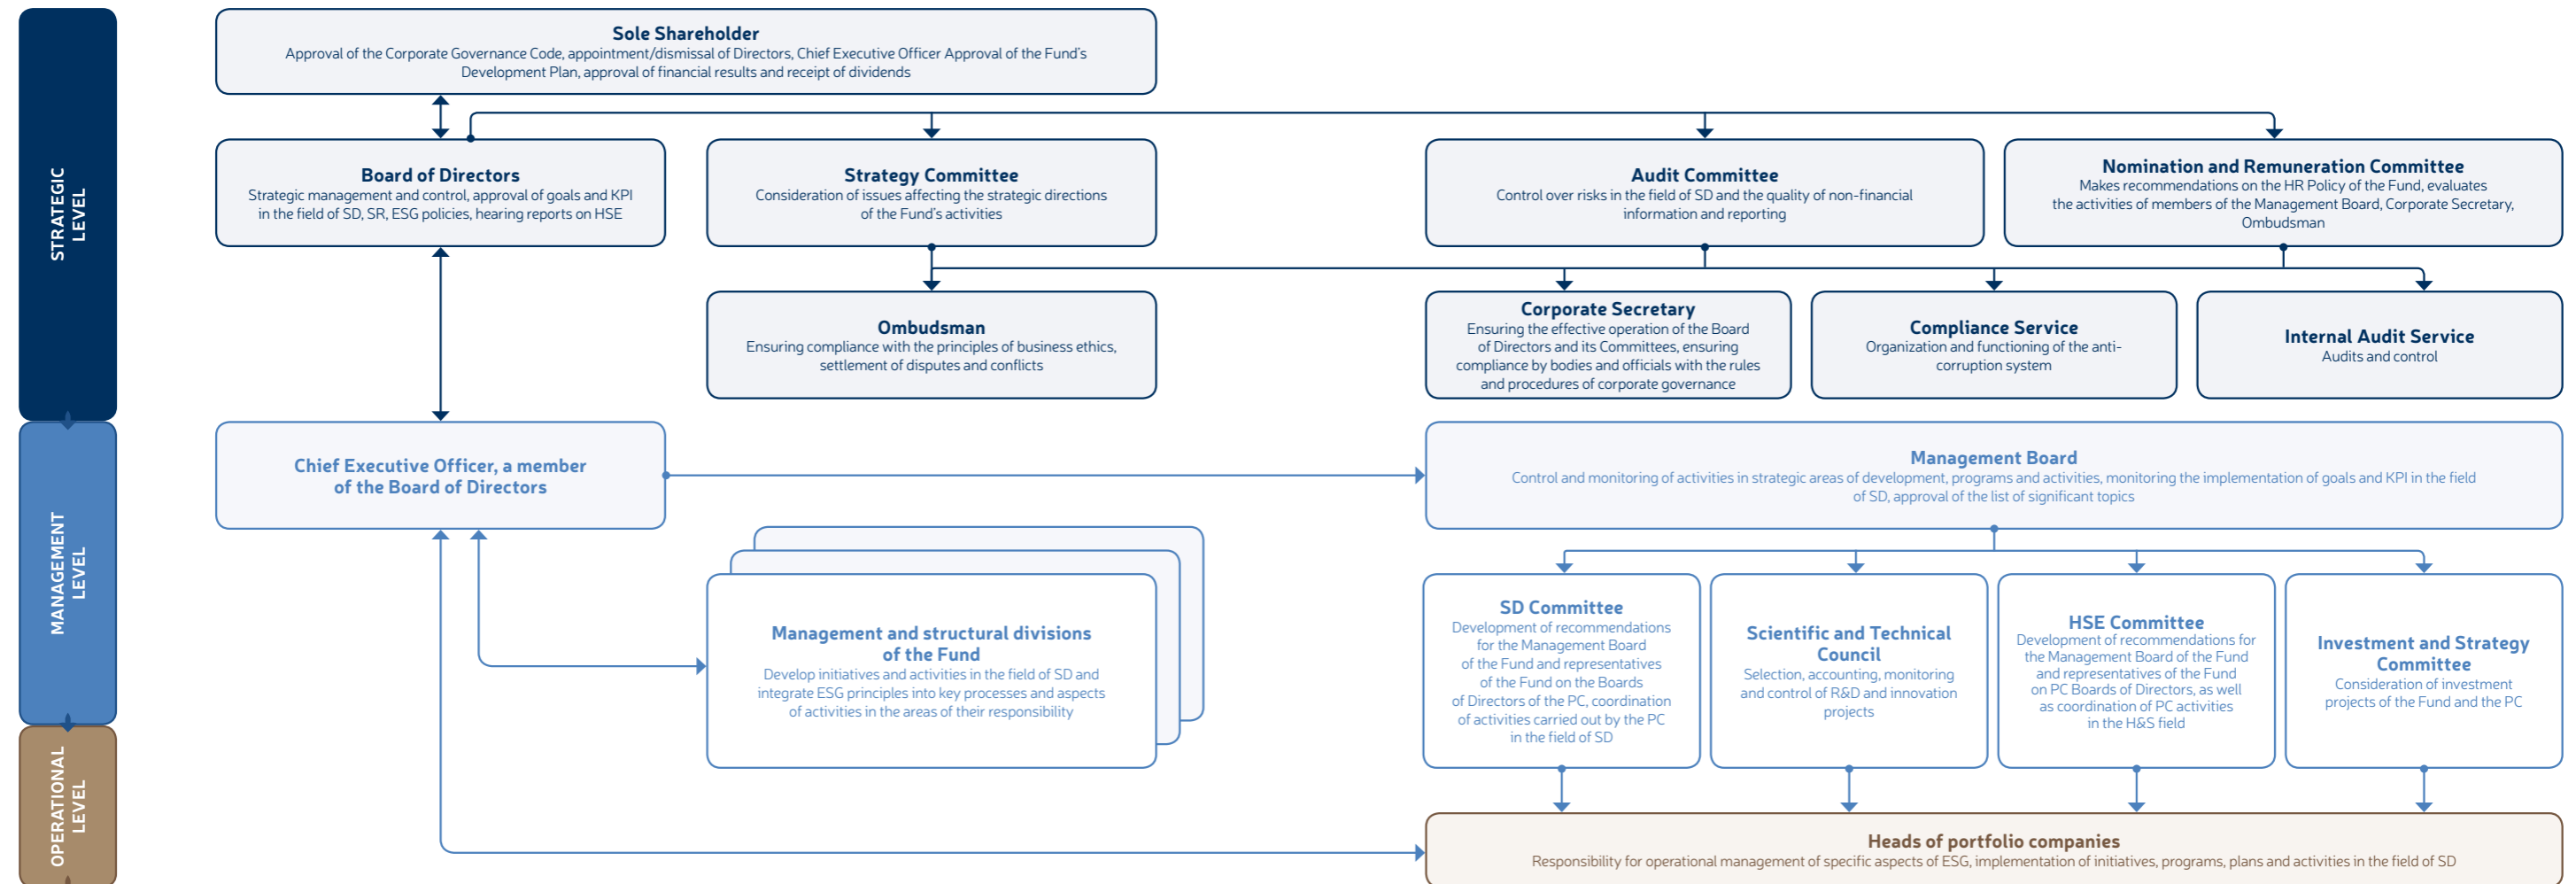 STRATEGIC
LEVEL
Sole Shareholder
Approval of the Corporate Governance Code, appointment/dismissal of Directors, Chief Executive Officer Approval of the Fund's
Development Plan, approval of financial results and receipt of dividends
Board of Directors
Strategic management and control, approval of goals and KPI
in the field of SD, SR, ESG policies, hearing reports on HSE
Strategy Committee
Consideration of issues affecting the strategic directions
of the Fund's activities
Audit Committee
Control over risks in the field of SD and the quality of non-financial
information and reporting
Nomination and Remuneration Committee
Makes recommendations on the HR Policy of the Fund, evaluates
the activities of members of the Management Board, Corporate Secretary,
Ombudsman
Ombudsman
Ensuring compliance with the principles of business ethics,
settlement of disputes and conflicts
Corporate Secretary
Ensuring the effective operation of the Board
of Directors and its Committees, ensuring
compliance by bodies and officials with the rules
and procedures of corporate governance
Compliance Service
Organization and functioning of the anti-
corruption system
Internal Audit Service
Audits and control
MANAGEMENT
LEVEL
Chief Executive Officer, a member
of the Board of Directors
Management Board
Control and monitoring of activities in strategic areas of development, programs and activities, monitoring the implementation of goals and KPI in the field
of SD, approval of the list of significant topics
Management and structural divisions
of the Fund
Develop initiatives and activities in the field of SD and
integrate ESG principles into key processes and aspects
of activities in the areas of their responsibility
SD Committee
Development of recommendations
for the Management Board
of the Fund and representatives
of the Fund on the Boards
of Directors of the PC, coordination
of activities carried out by the PC
in the field of SD
Scientific and Technical
Council
Selection, accounting, monitoring
and control of R&D and innovation
projects
HSE Committee
Development of recommendations for
the Management Board of the Fund
and representatives of the Fund
on PC Boards of Directors, as well
as coordination of PC activities
in the H&S field
Investment and Strategy
Committee
Consideration of investment
projects of the Fund and the PC
OPERATIONAL
LEVEL
Heads of portfolio companies
Responsibility for operational management of specific aspects of ESG, implementation of initiatives, programs, plans and activities in the field of SD